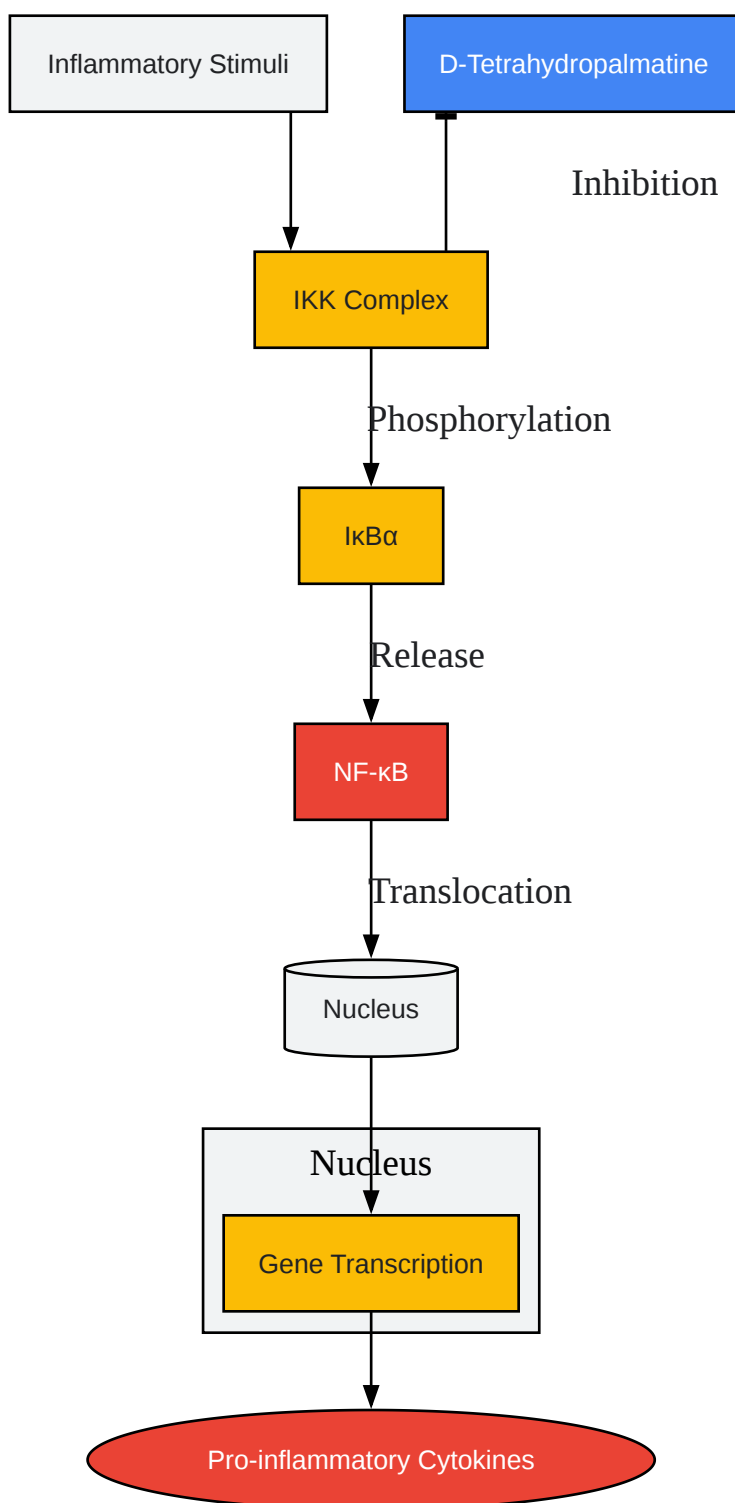 Inflammatory Stimuli
D-Tetrahydropalmatine
Inhibition
IKK Complex
Phosphorylation
IκBα
Release
NF-κB
Translocation
Nucleus
Nucleus
Gene Transcription
Pro-inflammatory Cytokines